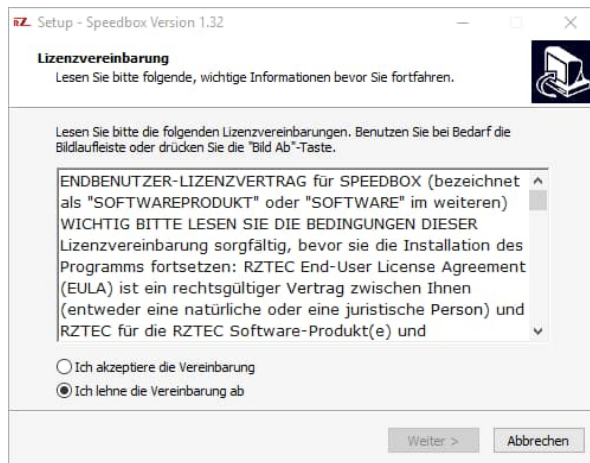 RZ Setup - Speedbox Version 1.32
Lizenzvereinbarung
Lesen Sie bitte folgende, wichtige Informationen bevor Sie fortfahren.
Lesen Sie bitte die folgenden Lizenzvereinbarungen. Benutzen Sie bei Bedarf die
Bildlaufleiste oder drücken Sie die "Bild Ab"-Taste.
ENDBENUTZER-LIZENZVERTRAG für SPEEDBOX (bezeichnet
als "SOFTWAREPRODUKT" oder "SOFTWARE" im weiteren)
WICHTIG BITTE LESEN SIE DIE BEDINGUNGEN DIESER
Lizenzvereinbarung sorgfältig, bevor sie die Installation des
Programms fortsetzen: RZTEC End-User License Agreement
(EULA) ist ein rechtsgültiger Vertrag zwischen Ihnen
(entweder eine natürliche oder eine juristische Person) und
RZTEC für die RZTEC Software-Produkt(e) und
Ich akzeptiere die Vereinbarung
Ich lehne die Vereinbarung ab
Weiter >
Abbrechen